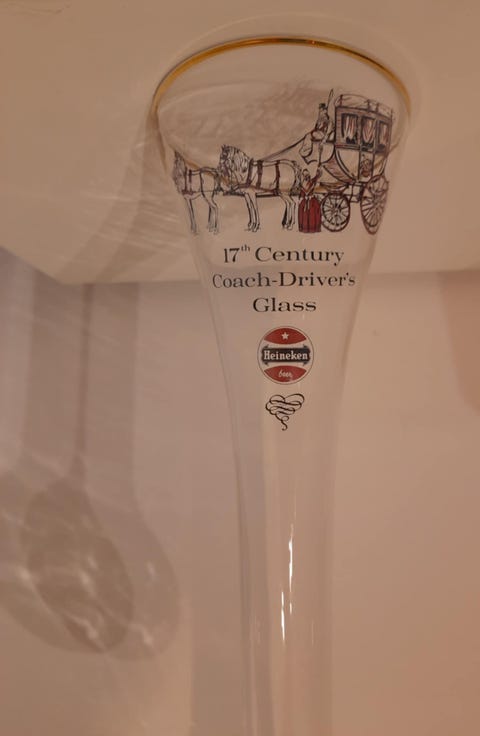 17th Century
Coach-Driver's
Glass
Heineken
beer